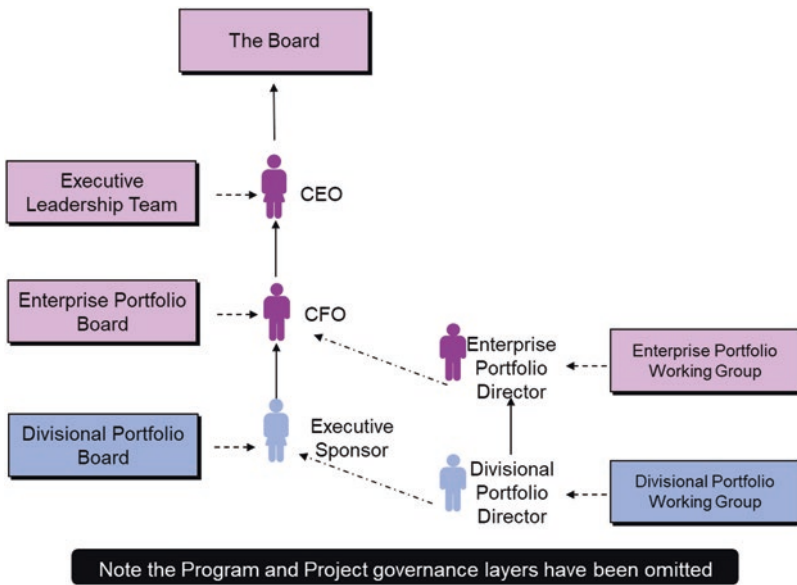 The Board
Executive
Leadership Team
CEO
Enterprise Portfolio
Board
CFO
Enterprise
Portfolio
Director
Enterprise Portfolio
Working Group
Divisional Portfolio
Board
Executive
Sponsor
Divisional
Portfolio
Director
Divisional Portfolio
Working Group
Note the Program and Project governance layers have been omitted